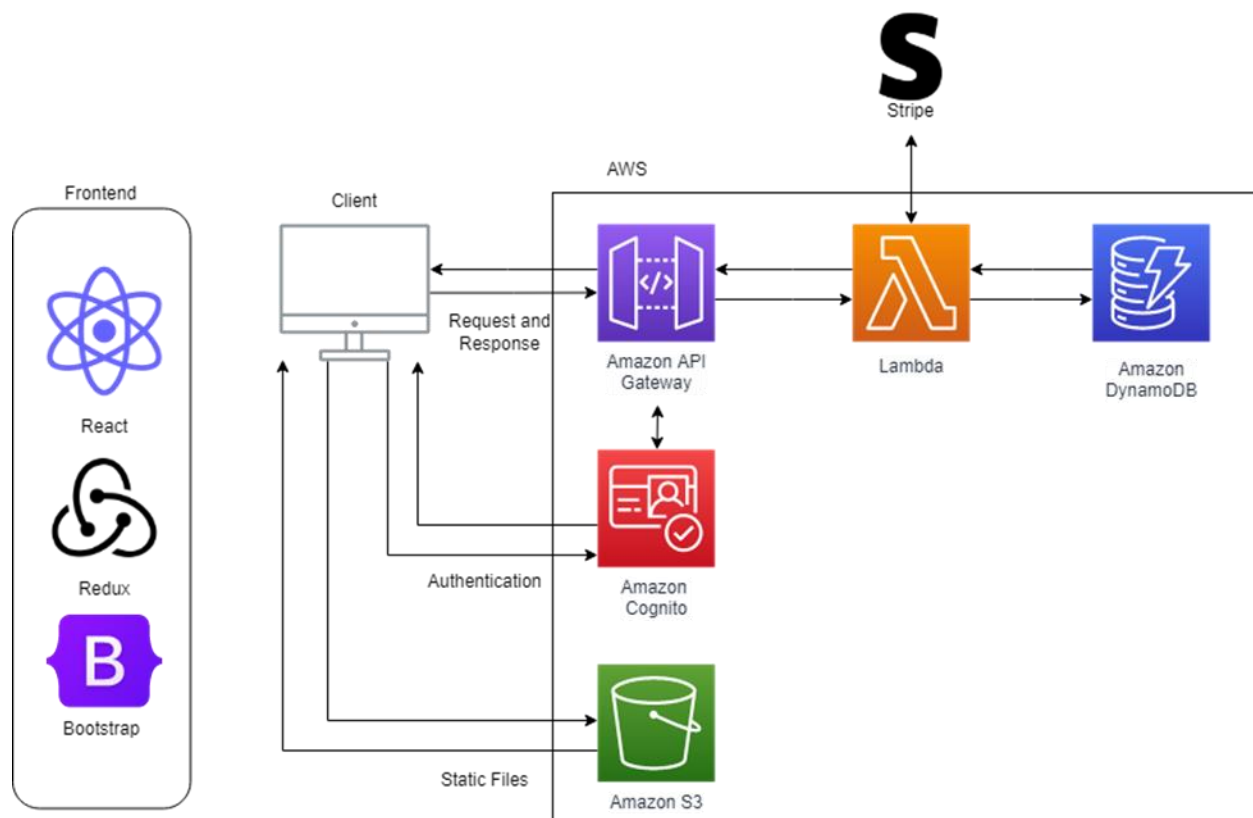 Stripe
AWS
Frontend
Client
Request and
Response
Amazon API
Gateway
</>
Lambda
Amazon
DynamoDB
React
Redux
B
Bootstrap
Authentication
Amazon
Cognito
Static Files
Amazon S3
S